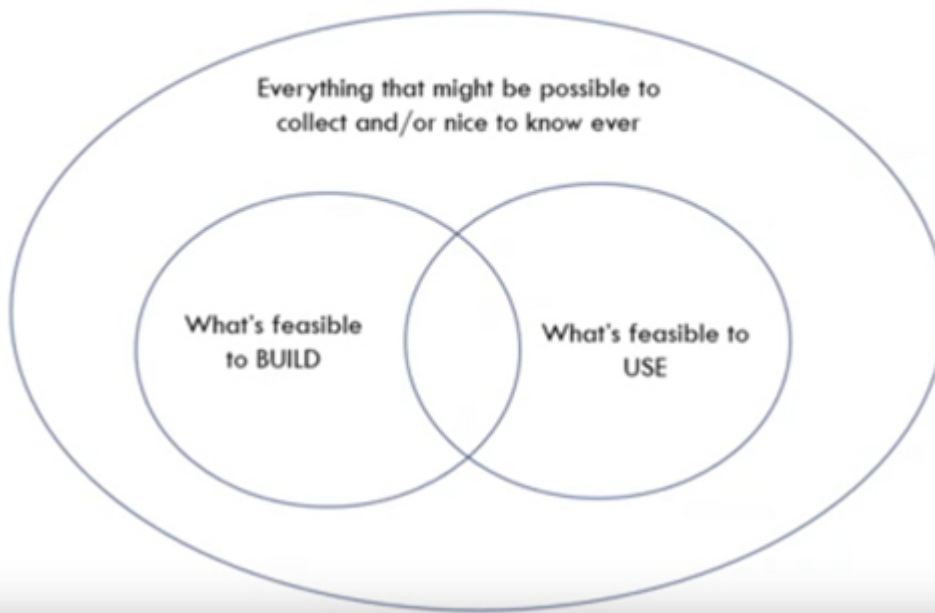 Everything that might be possible to
collect and/or nice to know ever
What's feasible
to BUILD
What's feasible to
USE